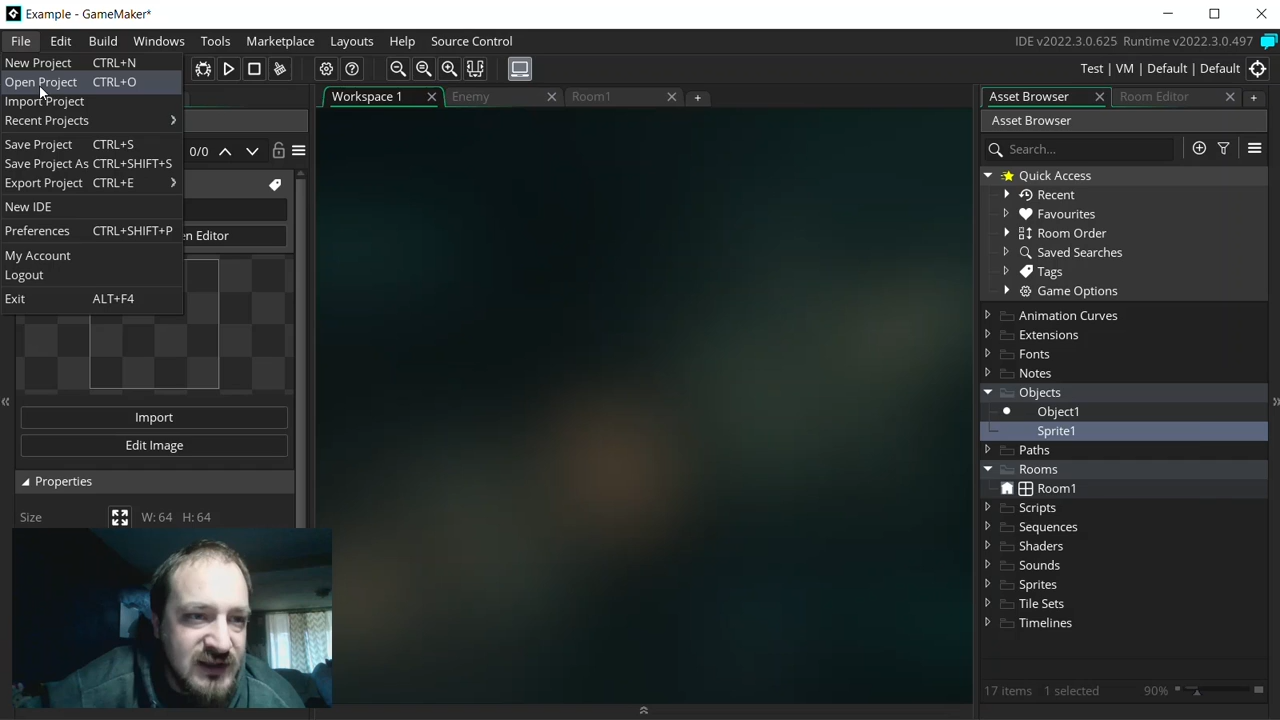 Example - GameMaker*
File Edit Build Windows Tools Marketplace Layouts Help Source Control
IDE v2022.3.0.625 Runtime v2022.3.0.497
New Project CTRL+N
Open Project CTRL+O
Import Project
Recent Projects
Save Project CTRL+S
Save Project As CTRL+SHIFT+S
Export Project CTRL+E
New IDE
Preferences CTRL+SHIFT+P
My Account
Logout
Exit ALT+F4
Test | VM | Default | Default
0/0
en Editor
Import
Edit Image
Properties
Size W: 64 H: 64
Workspace 1 Enemy Room1
Asset Browser Room Editor
Asset Browser
Search...
Quick Access
Recent
Favourites
Room Order
Saved Searches
Tags
Game Options
Animation Curves
Extensions
Fonts
Notes
Objects
Object1
Sprite1
Paths
Rooms
Room1
Scripts
Sequences
Shaders
Sounds
Sprites
Tile Sets
Timelines
17 items 1 selected 90%